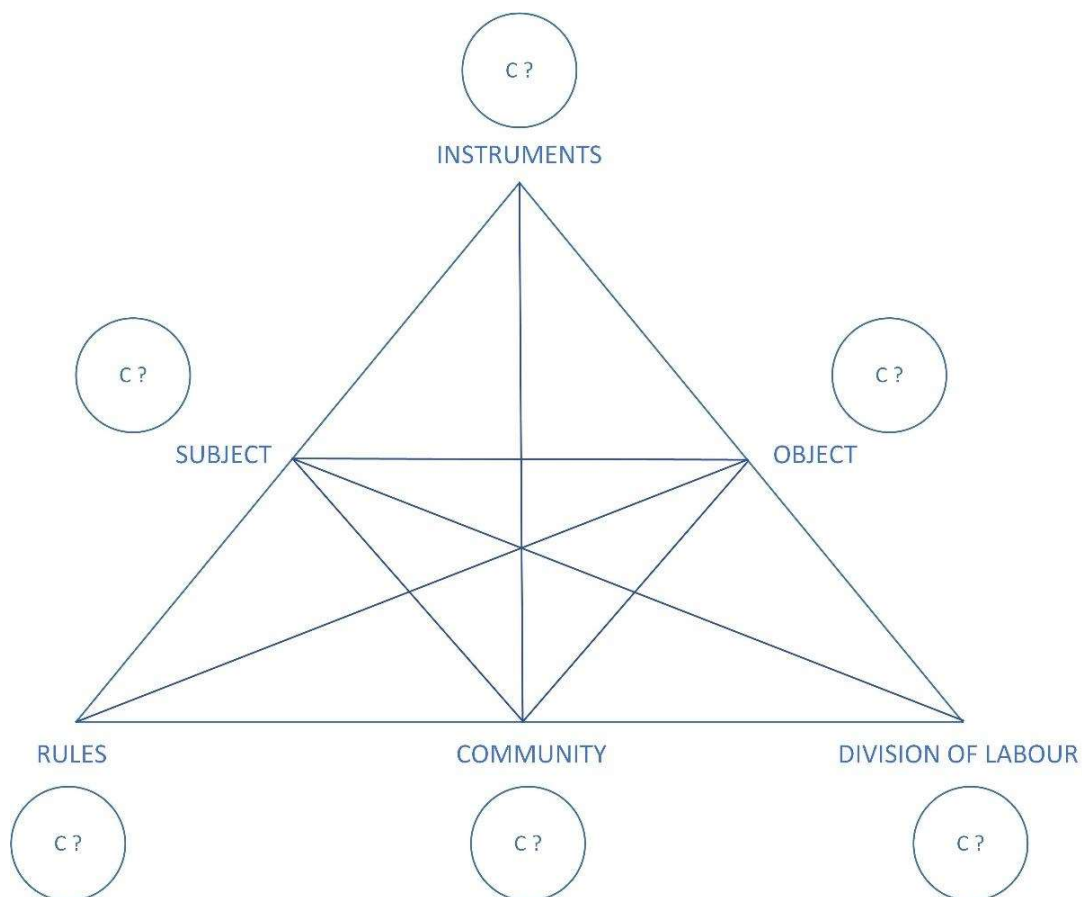 C ?
INSTRUMENTS
C ?
C ?
SUBJECT
OBJECT
RULES
COMMUNITY
DIVISION OF LABOUR
C ?
C ?
C ?